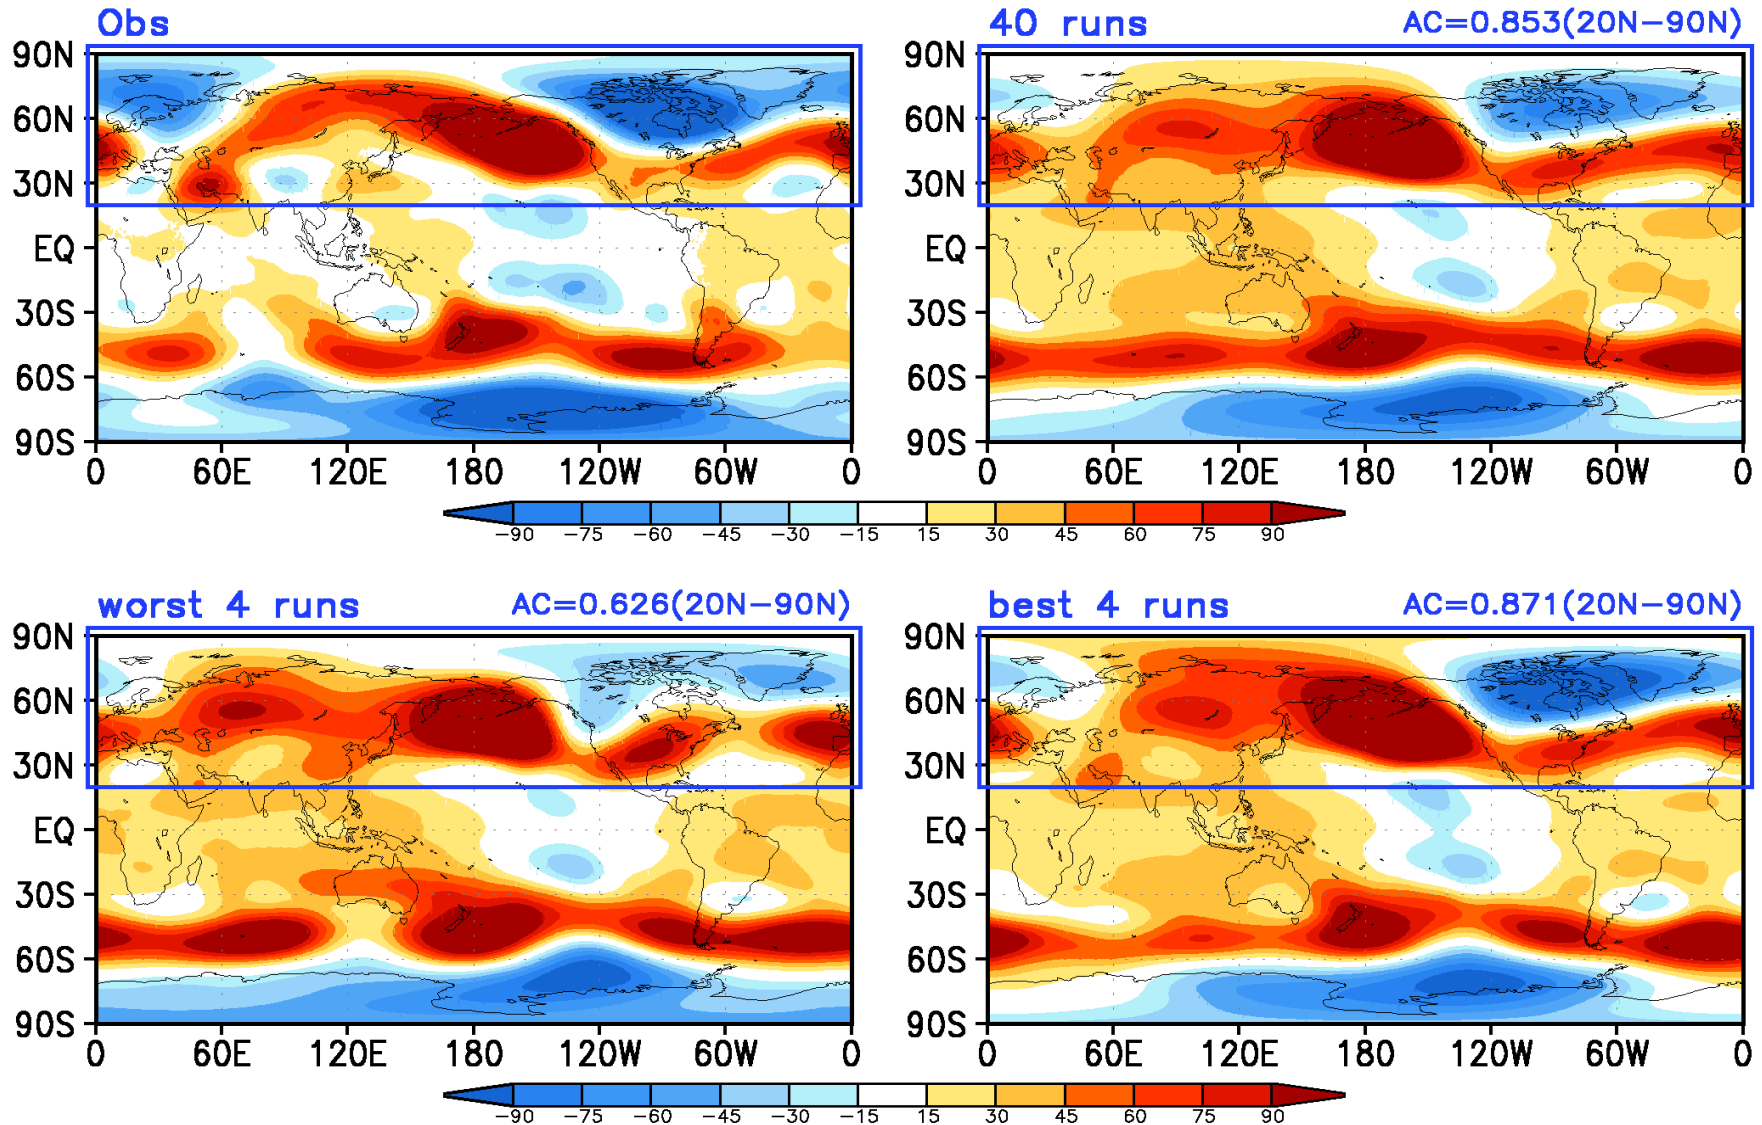 Obs
40 runs AC=0.853(20N−90N)
90N 90N
60N 60N
30N 30N
EQ EQ
30S 30S
60S 60S
90S 90S
0 60E 120E 180 120W 60W 0 0 60E 120E 180 120W 60W 0
−90 −75 −60 −45 −30 −15 15 30 45 60 75 90
worst 4 runs AC=0.626(20N−90N)
best 4 runs AC=0.871(20N−90N)
90N 90N
60N 60N
30N 30N
EQ EQ
30S 30S
60S 60S
90S 90S
0 60E 120E 180 120W 60W 0 0 60E 120E 180 120W 60W 0
−90 −75 −60 −45 −30 −15 15 30 45 60 75 90